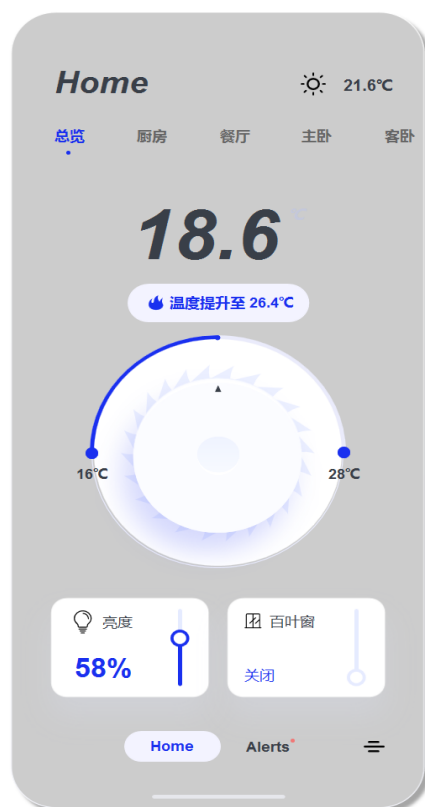 Home
21.6℃
总览 厨房 餐厅 主卧 客卧
18.6 ℃
温度提升至 26.4℃
16℃ 28℃
亮度
58%
百叶窗
关闭
Home Alerts